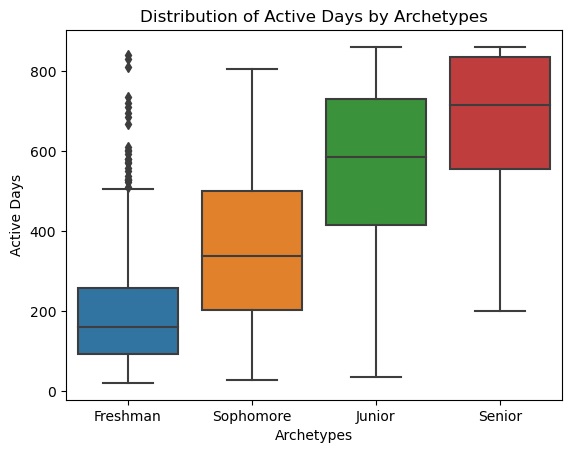 Distribution of Active Days by Archetypes
Active Days
800
600
400
200
0
Freshman Sophomore Junior Senior
Archetypes